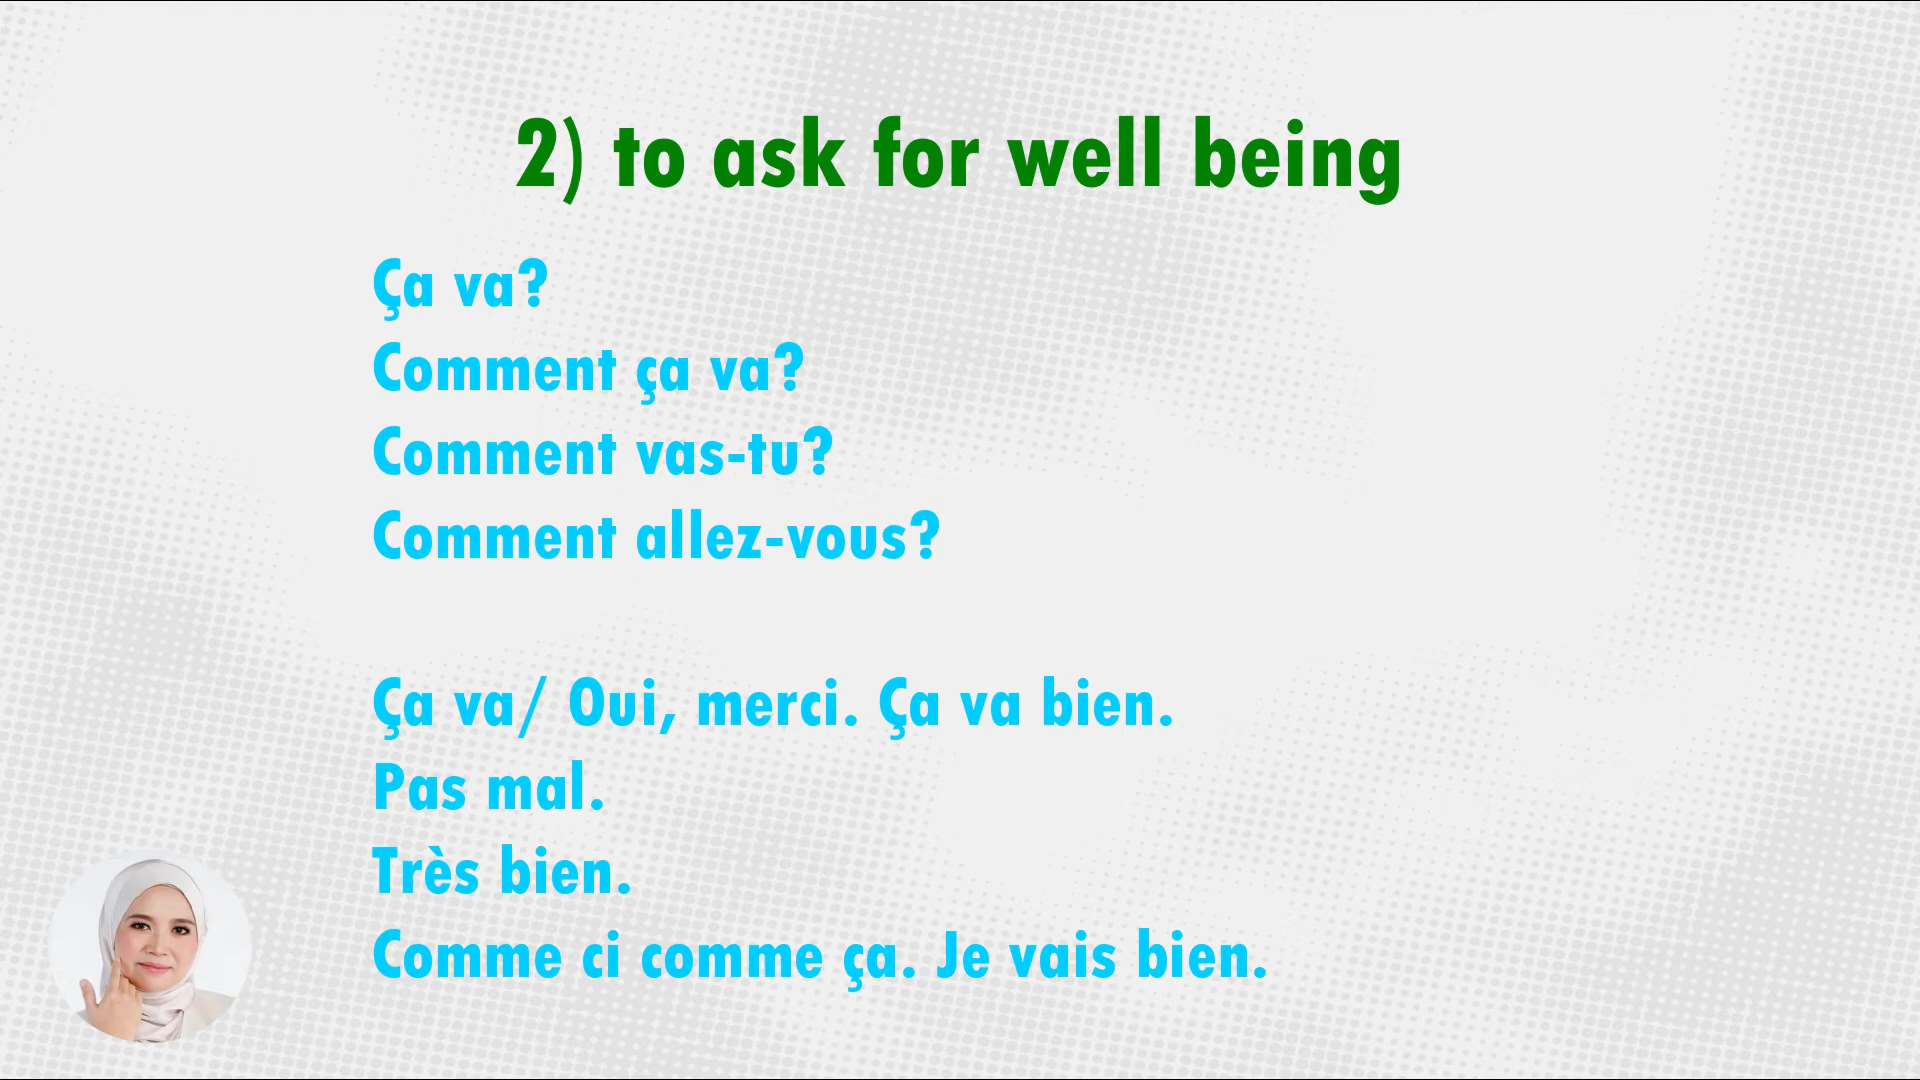 2) to ask for well being
Ça va?
Comment ça va?
Comment vas-tu?
Comment allez-vous?
Ça va/ Oui, merci. Ça va bien.
Pas mal.
Très bien.
Comme ci comme ça. Je vais bien.